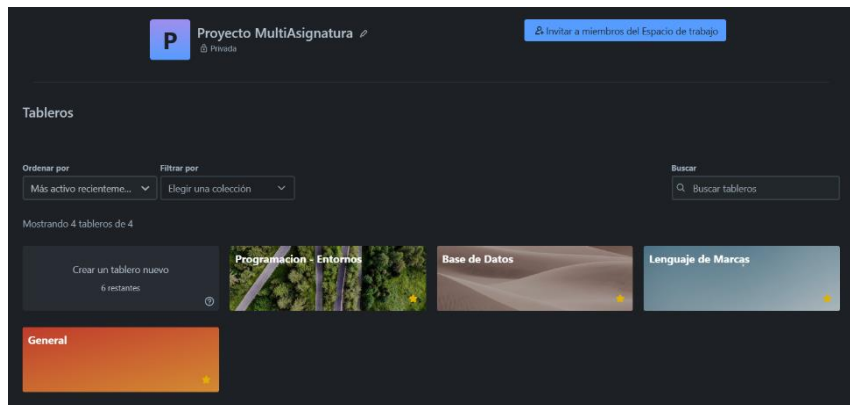 P
Proyecto MultiAsignatura
Privada
Invitar a miembros del Espacio de trabajo
Tableros
Ordenar por
Filtrar por
Buscar
Más activo recienteme...
Elegir una colección
Buscar tableros
Mostrando 4 tableros de 4
Crear un tablero nuevo
6 restantes
Programacion - Entornos
Base de Datos
Lenguaje de Marcas
General